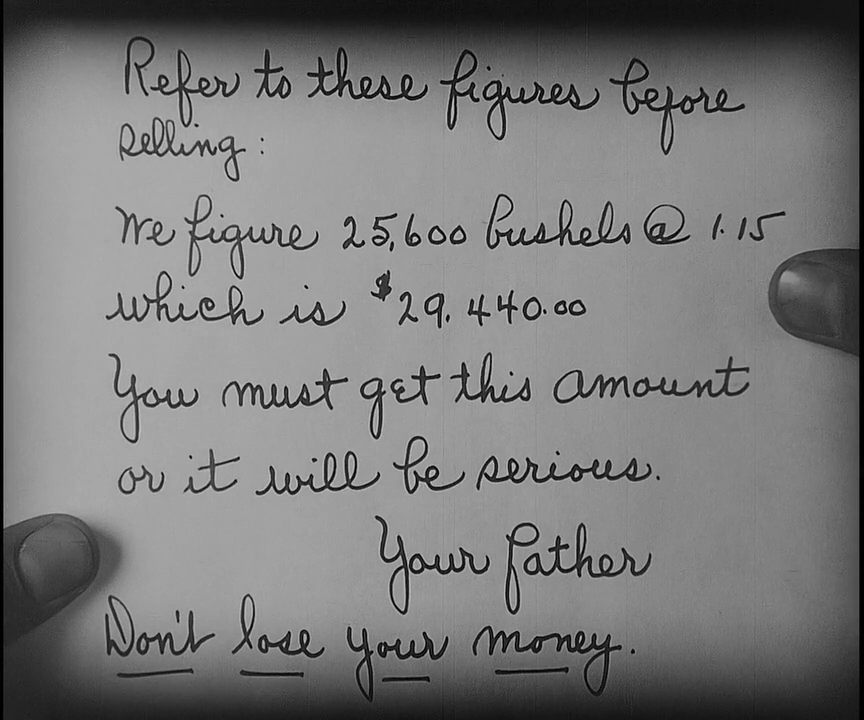 Refer to these figures before
selling:
We figure 25,600 bushels @ 1.15
which is $29.440.00
You must get this amount
or it will be serious.
Your father
Don't lose your money.